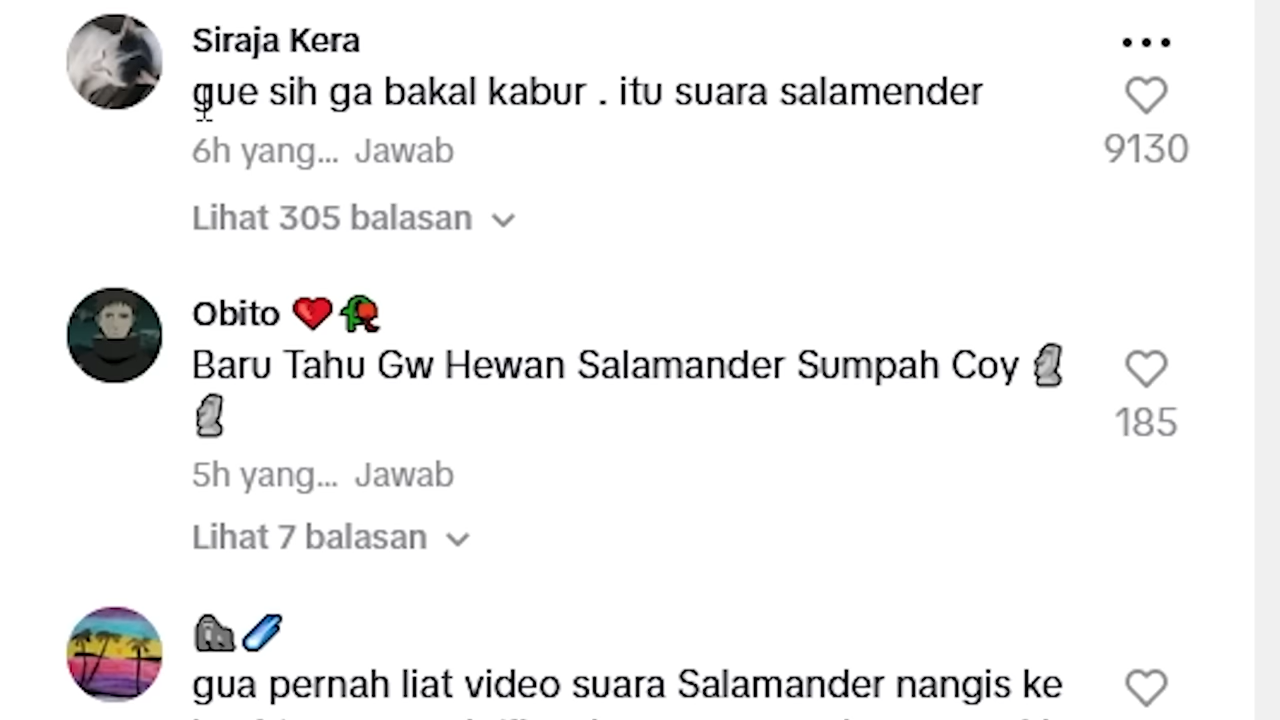 Siraja Kera
gue sih ga bakal kabur . itu suara salamender
9130
6h yang... Jawab
Lihat 305 balasan
Obito ❤️🥀
Baru Tahu Gw Hewan Salamander Sumpah Coy 🗿
🗿
185
5h yang... Jawab
Lihat 7 balasan
🪨☄️
gua pernah liat video suara Salamander nangis ke